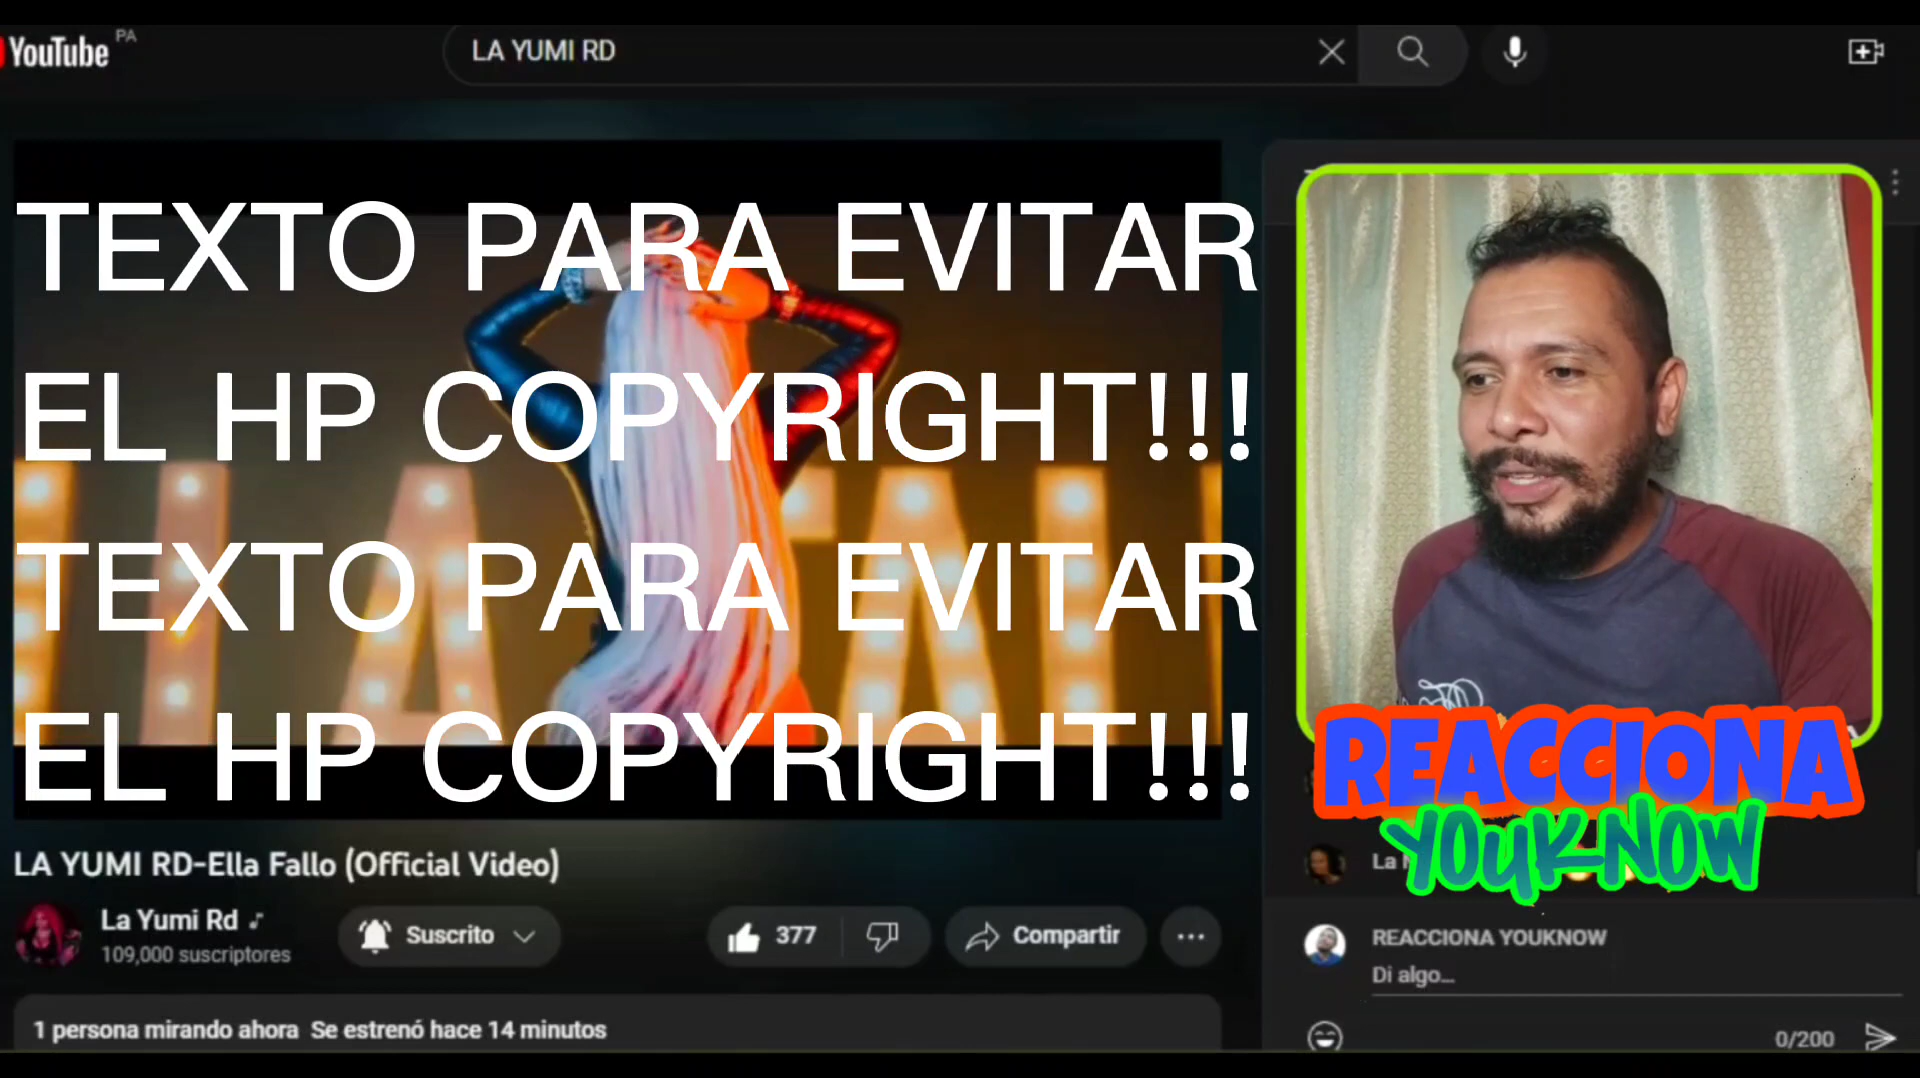 YouTube PA
LA YUMI RD
TEXTO PARA EVITAR
EL HP COPYRIGHT!!!
TEXTO PARA EVITAR
EL HP COPYRIGHT!!!
REACCIONA
YOUKNOW
LA YUMI RD-Ella Fallo (Official Video)
La Yumi Rd
109,000 suscriptores
Suscrito
377
Compartir
1 persona mirando ahora Se estrenó hace 14 minutos
La
REACCIONA YOUKNOW
Di algo...
0/200